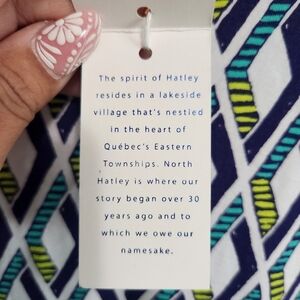 The spirit of Hatley
resides in a lakeside
village that's nestled
in the heart of
Québec's Eastern
Townships. North
Hatley is where our
story began over 30
years ago and to
which we owe our
namesake.